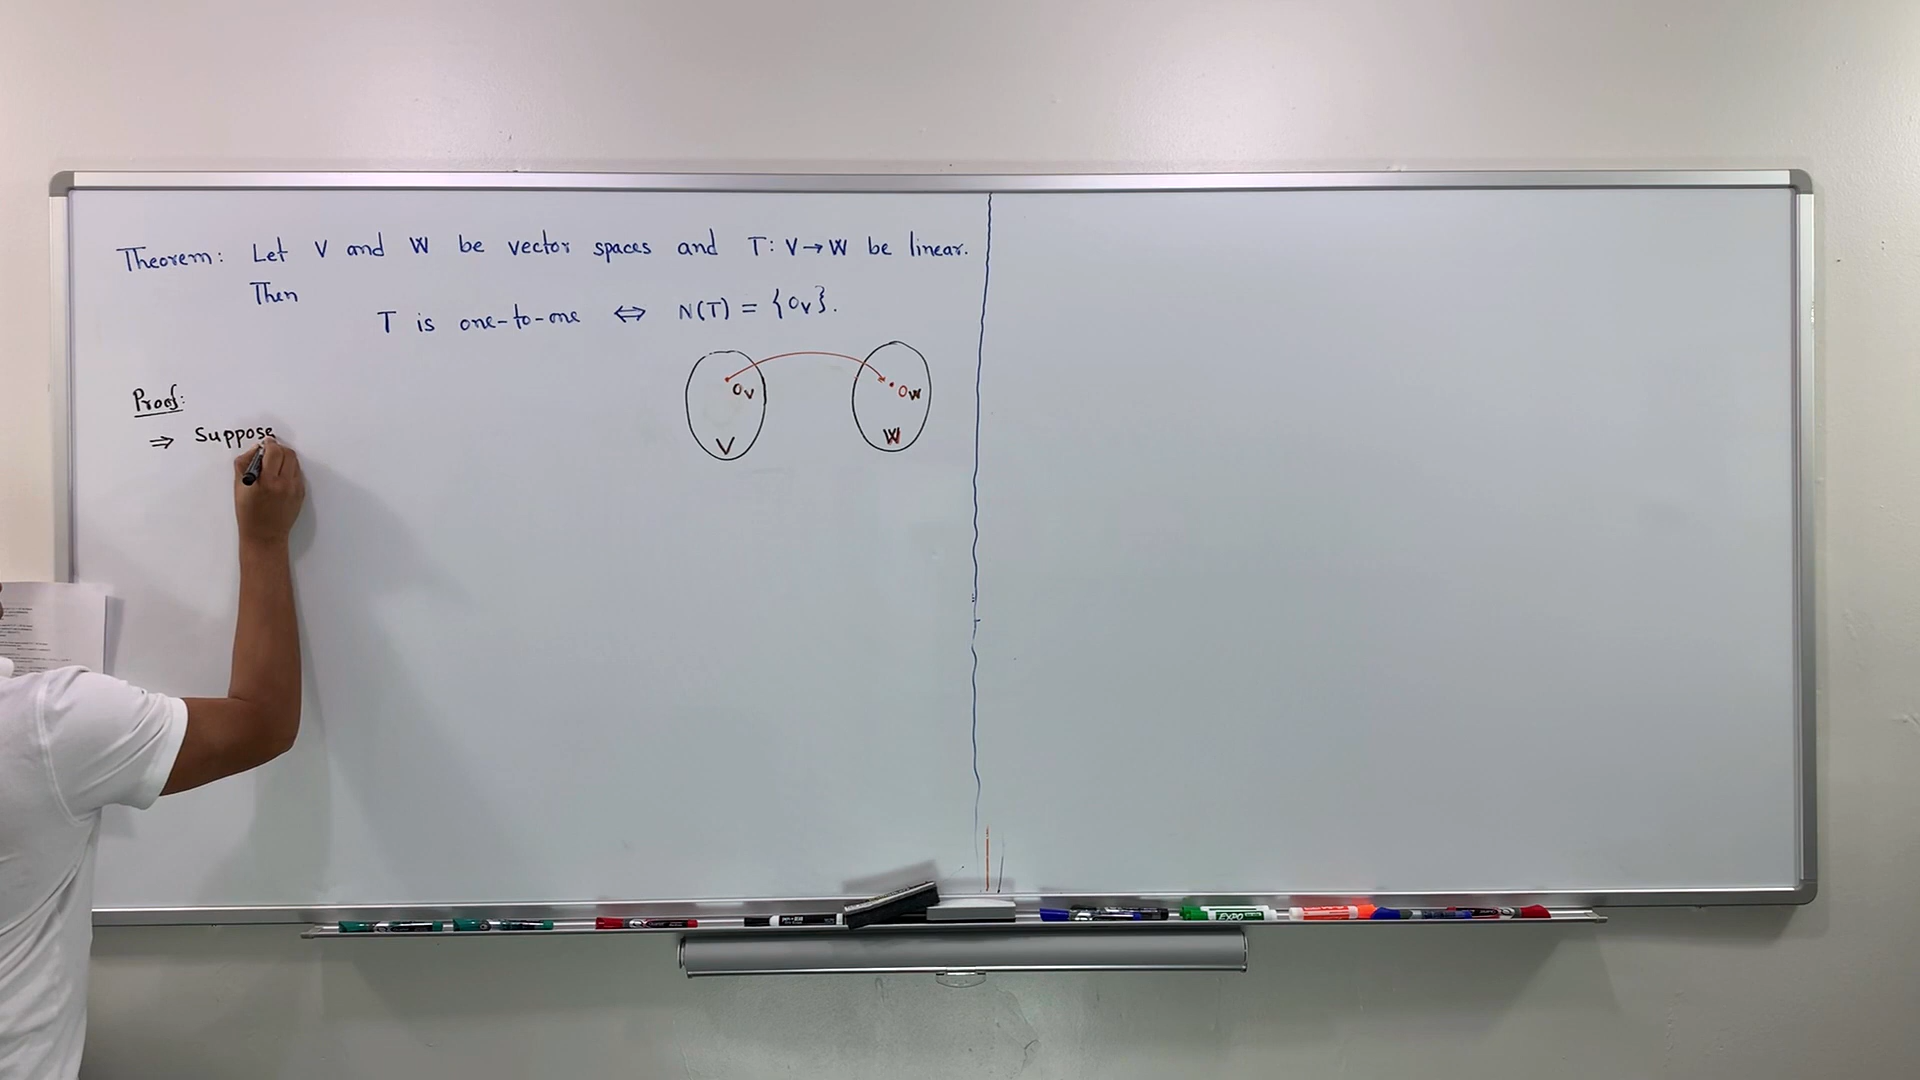 Theorem: Let V and W be vector spaces and T: V→W be linear.
Then
T is one-to-one ⇔ N(T) = {0ᵥ}.
0ᵥ
V
0w
W
Proof:
⇒ Suppose
EXPO